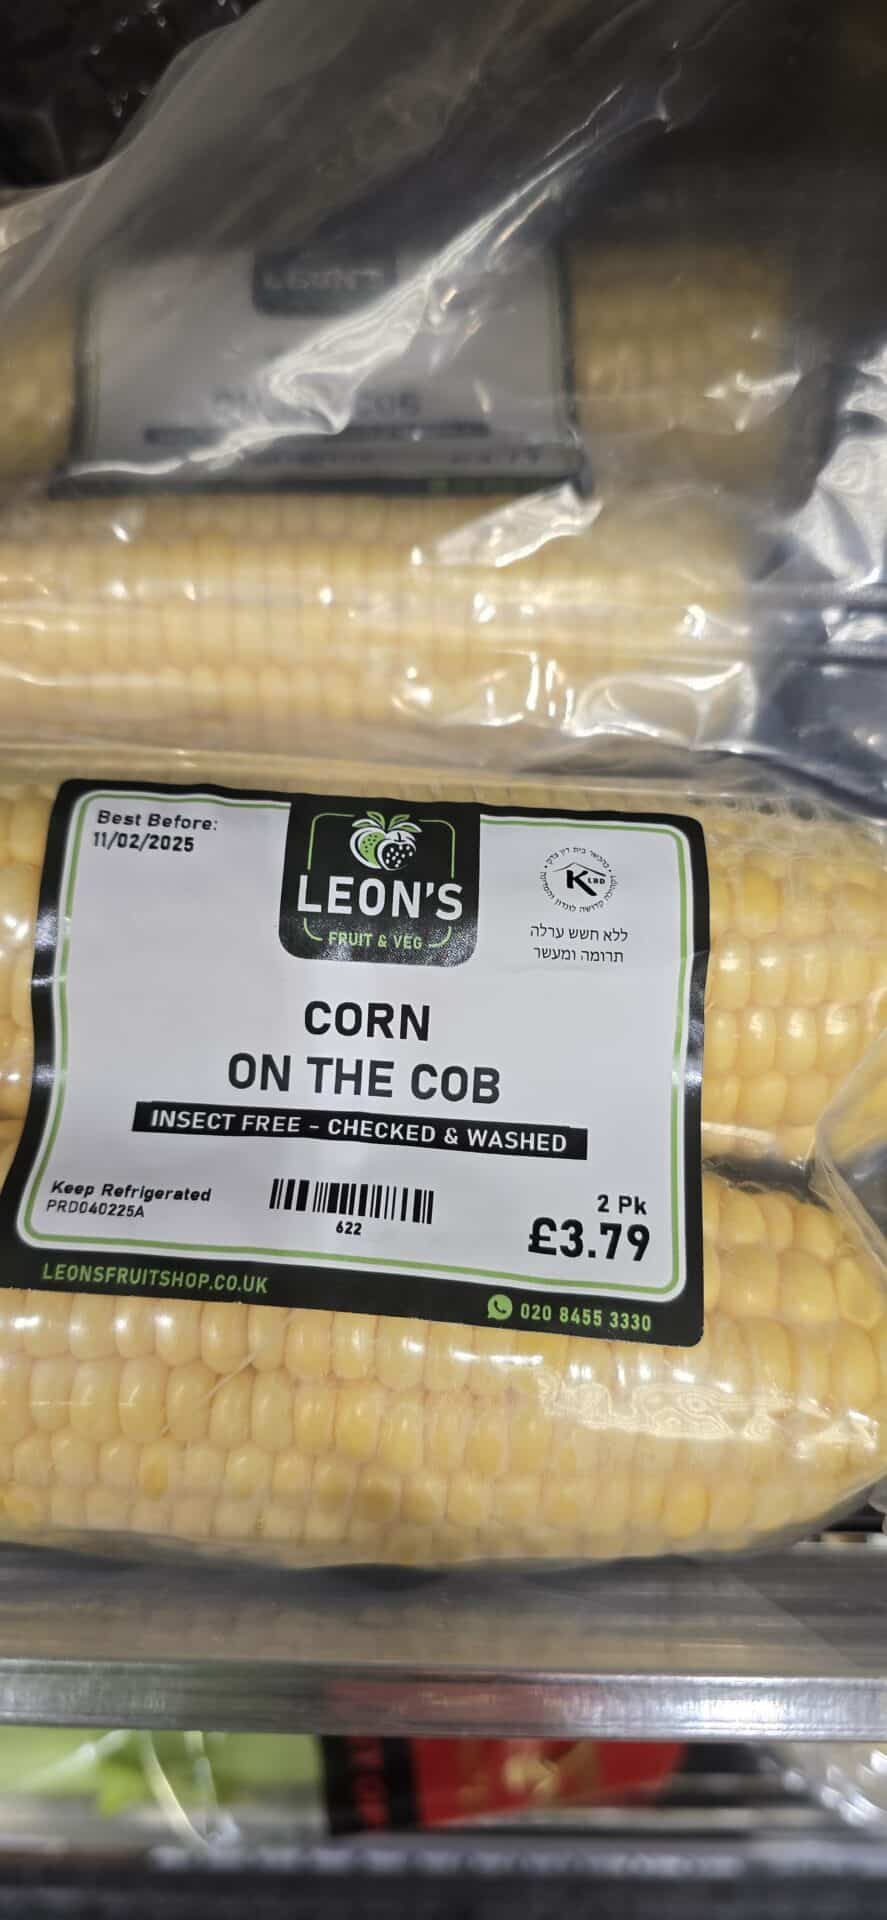 Best Before:
11/02/2025
LEON'S
FRUIT & VEG
K LBD
ללא חשש ערלה
תרומה ומעשר
CORN
ON THE COB
INSECT FREE - CHECKED & WASHED
Keep Refrigerated
PRD040225A
622
2 Pk
£3.79
LEONSFRUITSHOP.CO.UK
020 8455 3330